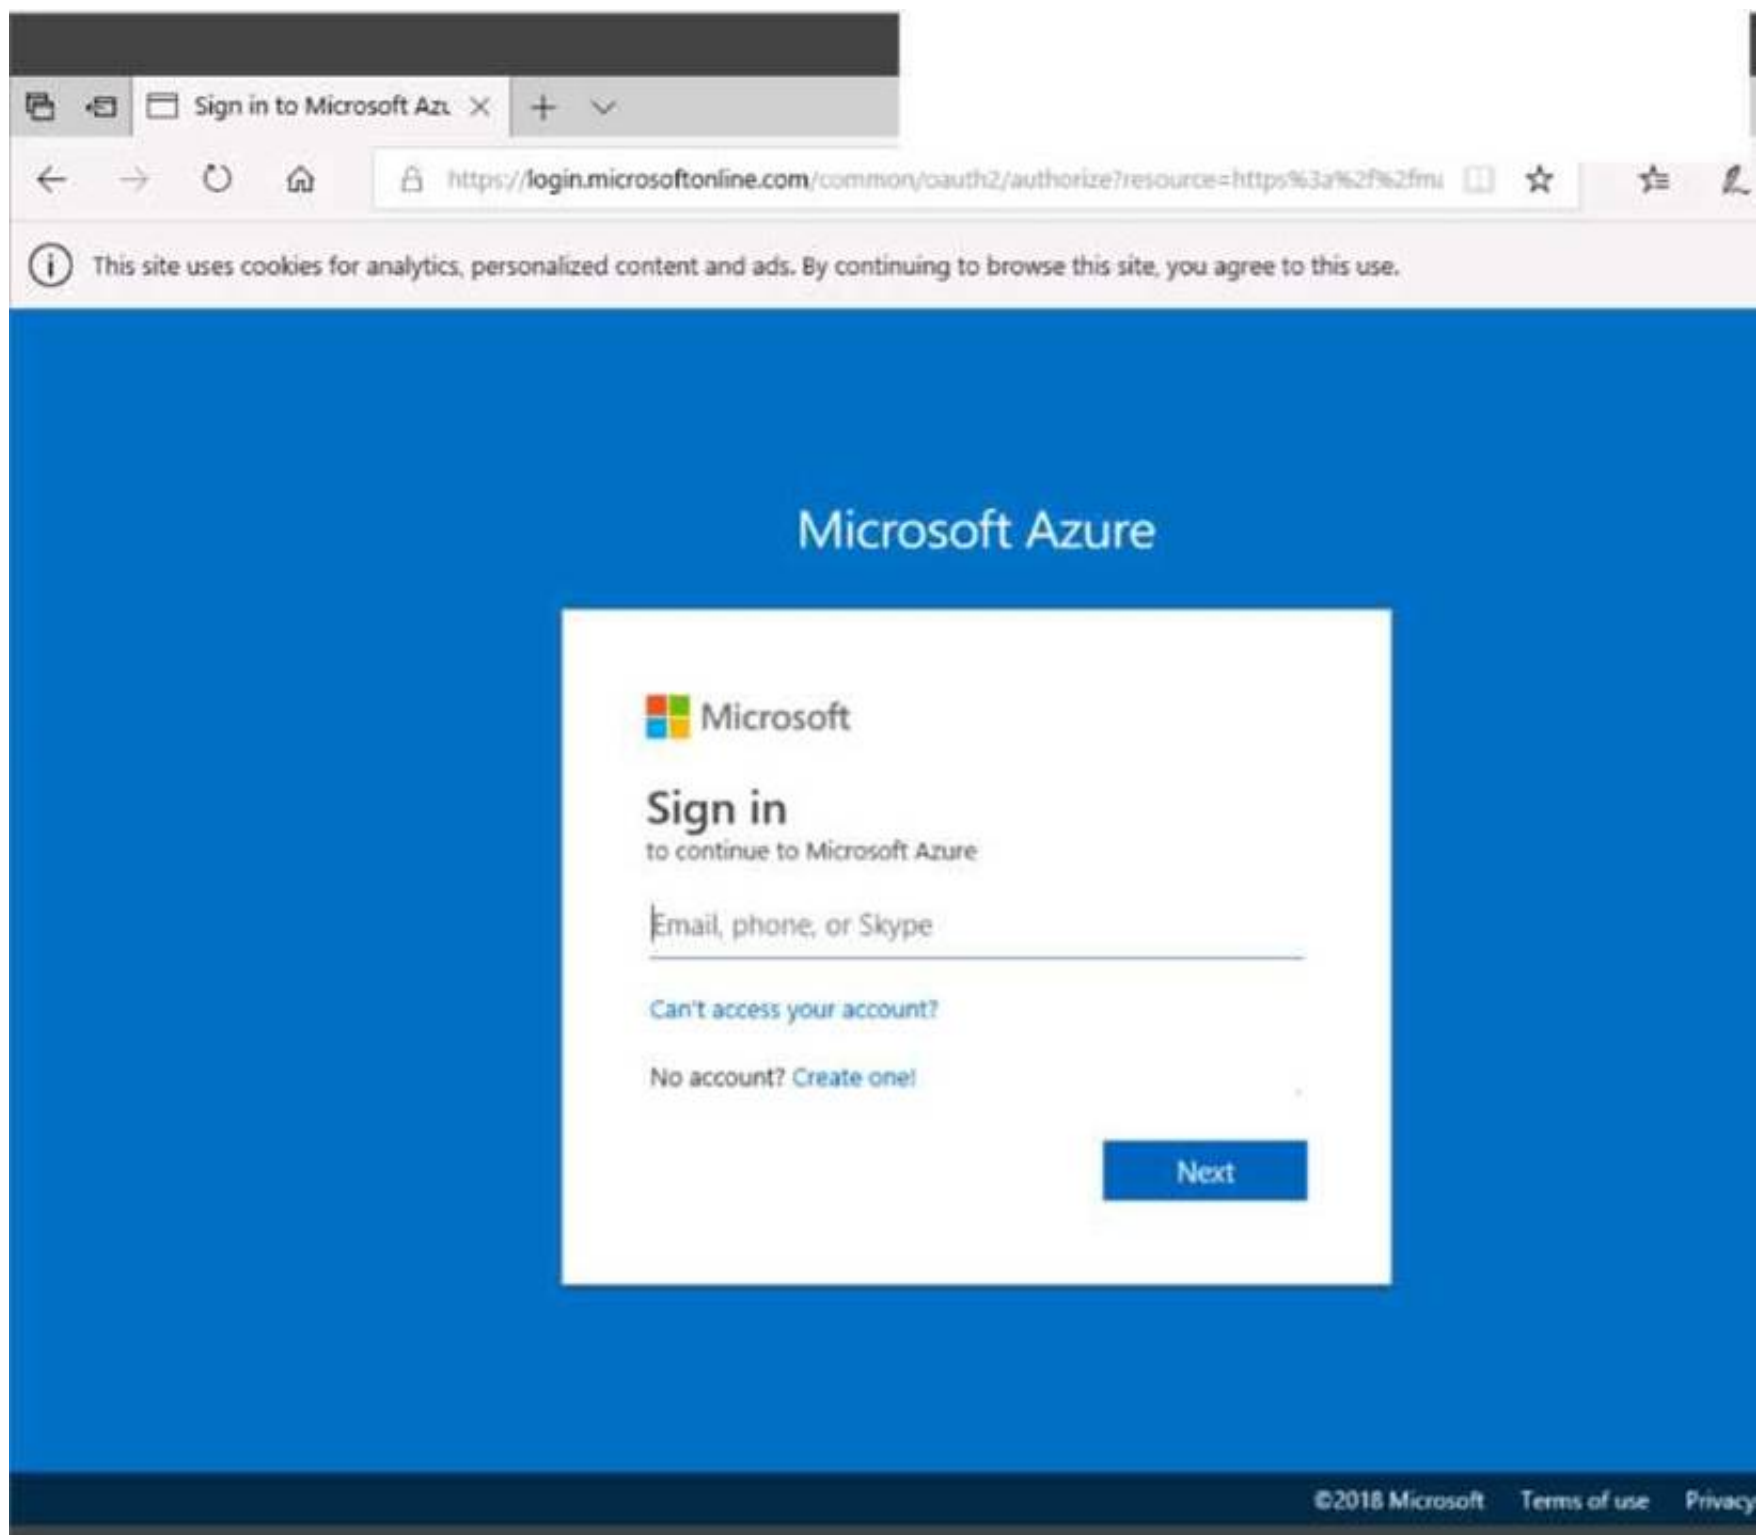 Sign in to Microsoft Azu
https://login.microsoftonline.com/common/oauth2/authorize?resource=https%3a%2f%2fma
This site uses cookies for analytics, personalized content and ads. By continuing to browse this site, you agree to this use.
Microsoft Azure
Microsoft
Sign in
to continue to Microsoft Azure
Email, phone, or Skype
Can't access your account?
No account? Create one!
Next
©2018 Microsoft Terms of use Privacy